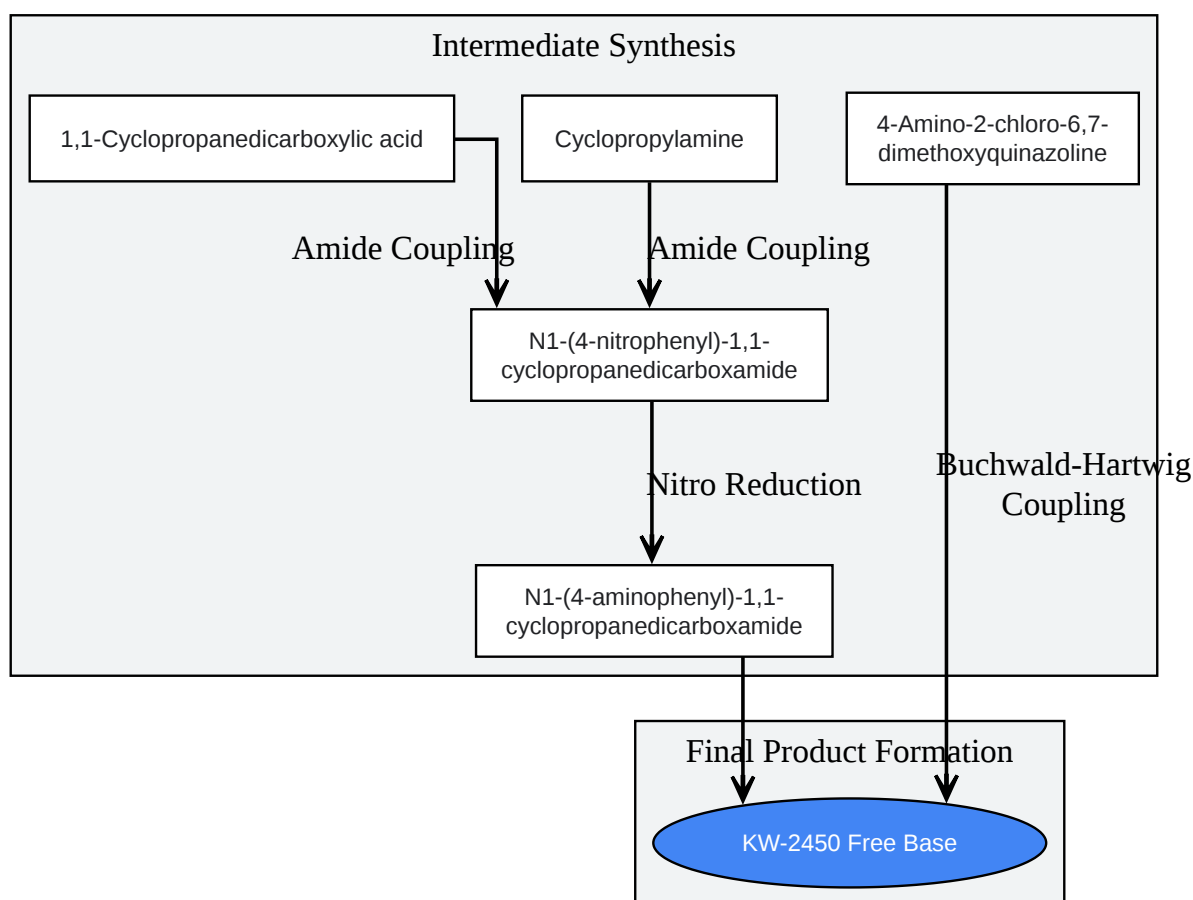 Intermediate Synthesis
1,1-Cyclopropanedicarboxylic acid
Cyclopropylamine
4-Amino-2-chloro-6,7-
dimethoxyquinazoline
Amide Coupling
Amide Coupling
N1-(4-nitrophenyl)-1,1-
cyclopropanedicarboxamide
Buchwald-Hartwig
Coupling
Nitro Reduction
N1-(4-aminophenyl)-1,1-
cyclopropanedicarboxamide
Final Product Formation
KW-2450 Free Base